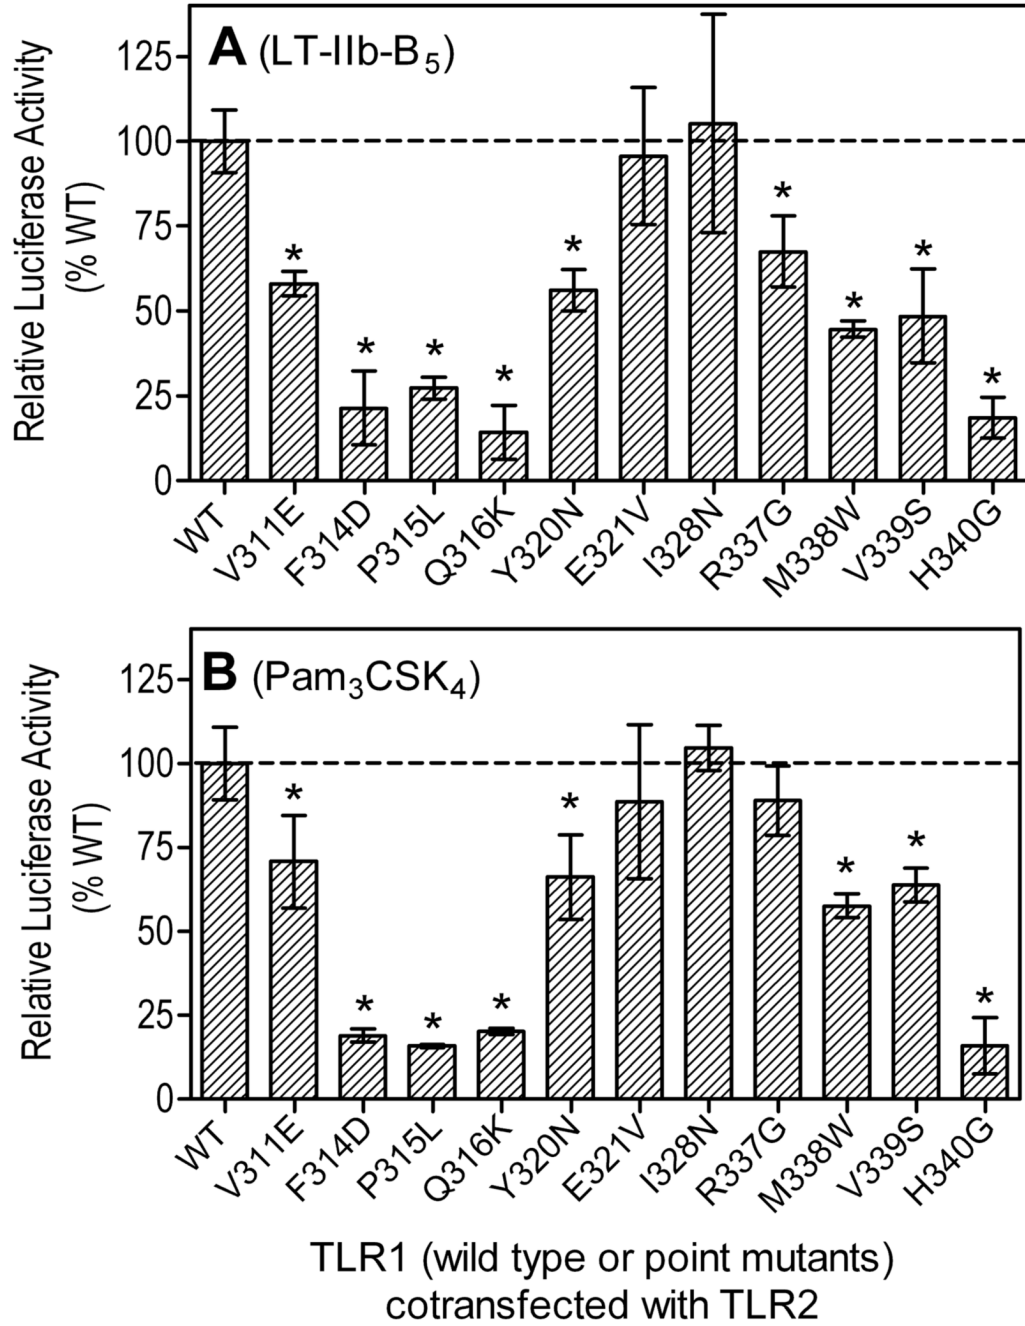 A (LT-IIb-B5)
Relative Luciferase Activity
(% WT)
125
100
75
50
25
0
*
*
*
*
*
*
*
*
*
WT
V311E
F314D
P315L
Q316K
Y320N
E321V
I328N
R337G
M338W
V339S
H340G
B (Pam3CSK4)
Relative Luciferase Activity
(% WT)
125
100
75
50
25
0
*
*
*
*
*
*
*
*
WT
V311E
F314D
P315L
Q316K
Y320N
E321V
I328N
R337G
M338W
V339S
H340G
TLR1 (wild type or point mutants)
cotransfected with TLR2